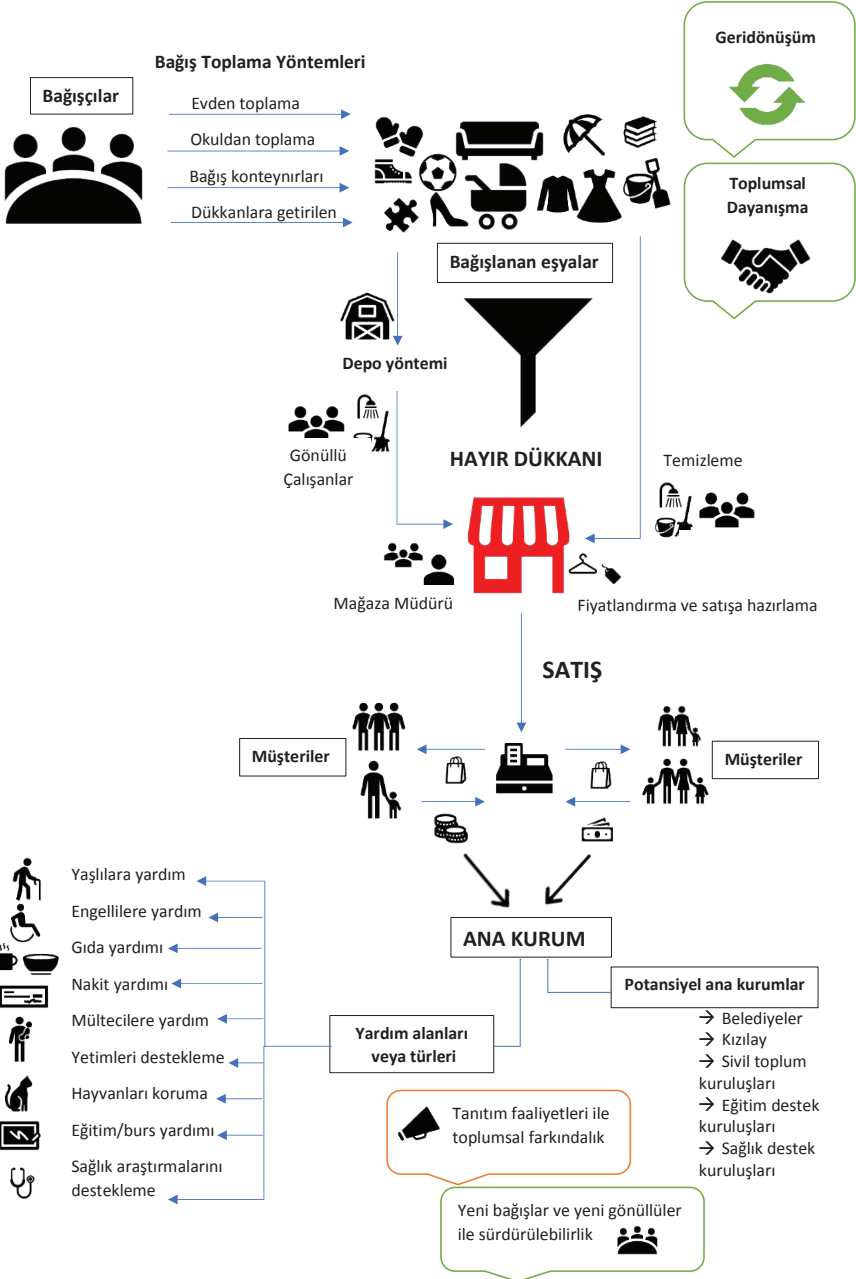 Bağış Toplama Yöntemleri
Bağışçılar
Evden toplama
Okuldan toplama
Bağış konteynırları
Dükkanlara getirilen
Geridönüşüm
Toplumsal
Dayanışma
Bağışlanan eşyalar
Depo yöntemi
Gönüllü
Çalışanlar
HAYIR DÜKKANI
Temizleme
Mağaza Müdürü
Fiyatlandırma ve satışa hazırlama
SATIŞ
Müşteriler
Müşteriler
ANA KURUM
Yaşlılara yardım
Engellilere yardım
Gıda yardımı
Nakit yardımı
Mültecilere yardım
Yetimleri destekleme
Hayvanları koruma
Eğitim/burs yardımı
Sağlık araştırmalarını
destekleme
Yardım alanları
veya türleri
Potansiyel ana kurumlar
→ Belediyeler
→ Kızılay
→ Sivil toplum
kuruluşları
→ Eğitim destek
kuruluşları
→ Sağlık destek
kuruluşları
Tanıtım faaliyetleri ile
toplumsal farkındalık
Yeni bağışlar ve yeni gönüllüler
ile sürdürülebilirlik